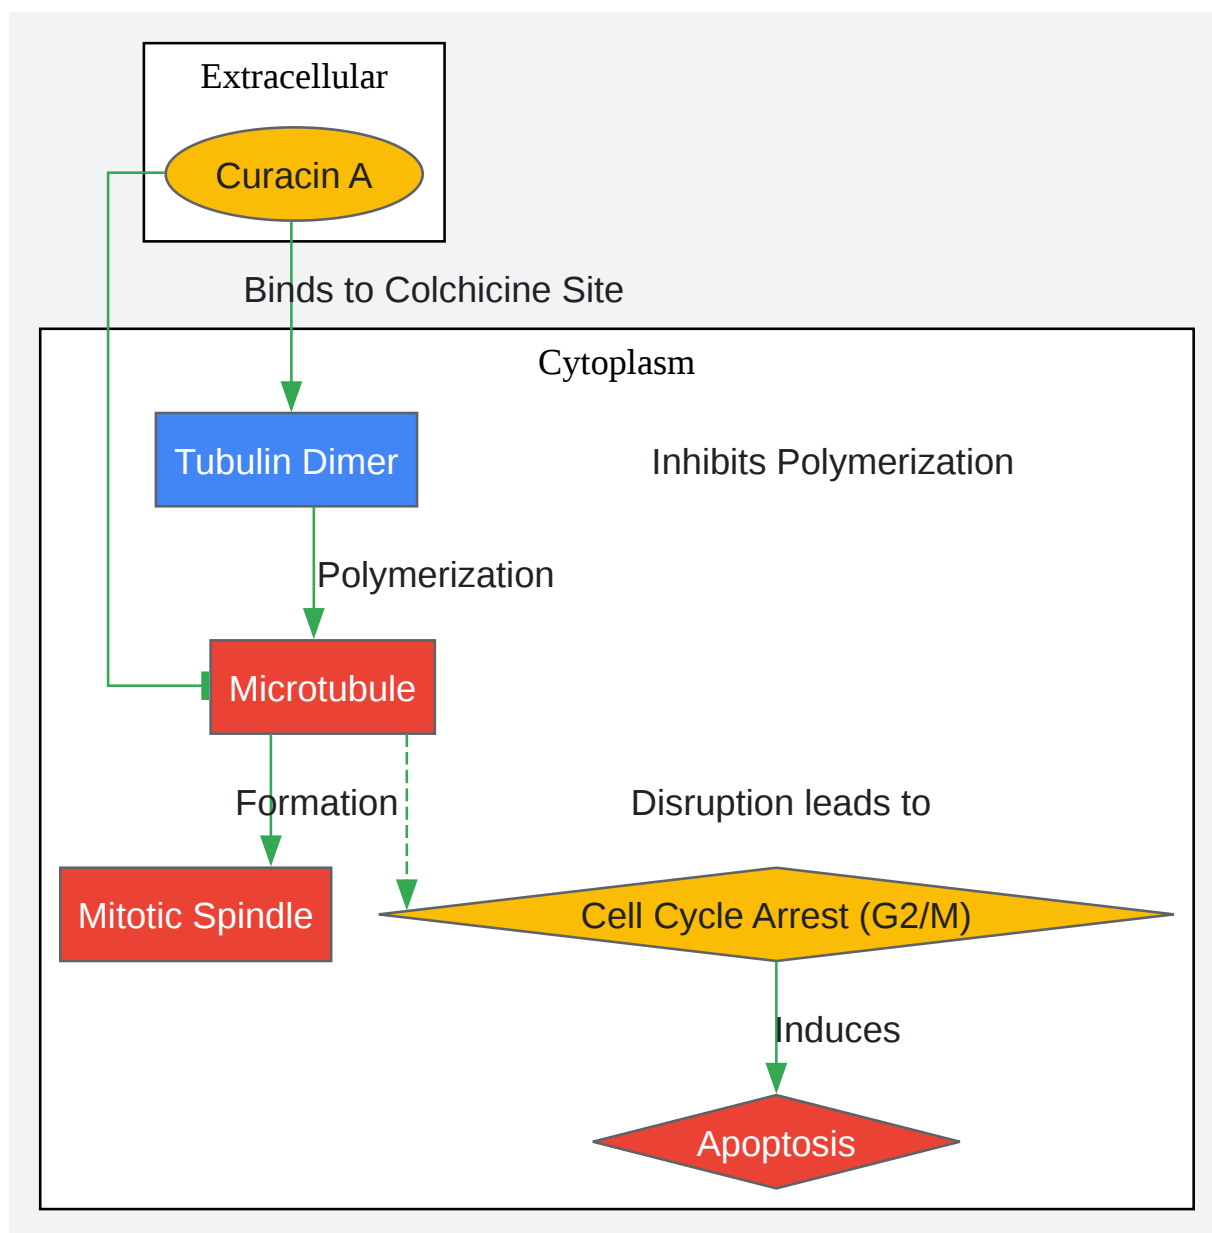 Extracellular
Curacin A
Binds to Colchicine Site
Cytoplasm
Tubulin Dimer
Inhibits Polymerization
Polymerization
Microtubule
Formation
Disruption leads to
Mitotic Spindle
Cell Cycle Arrest (G2/M)
Induces
Apoptosis